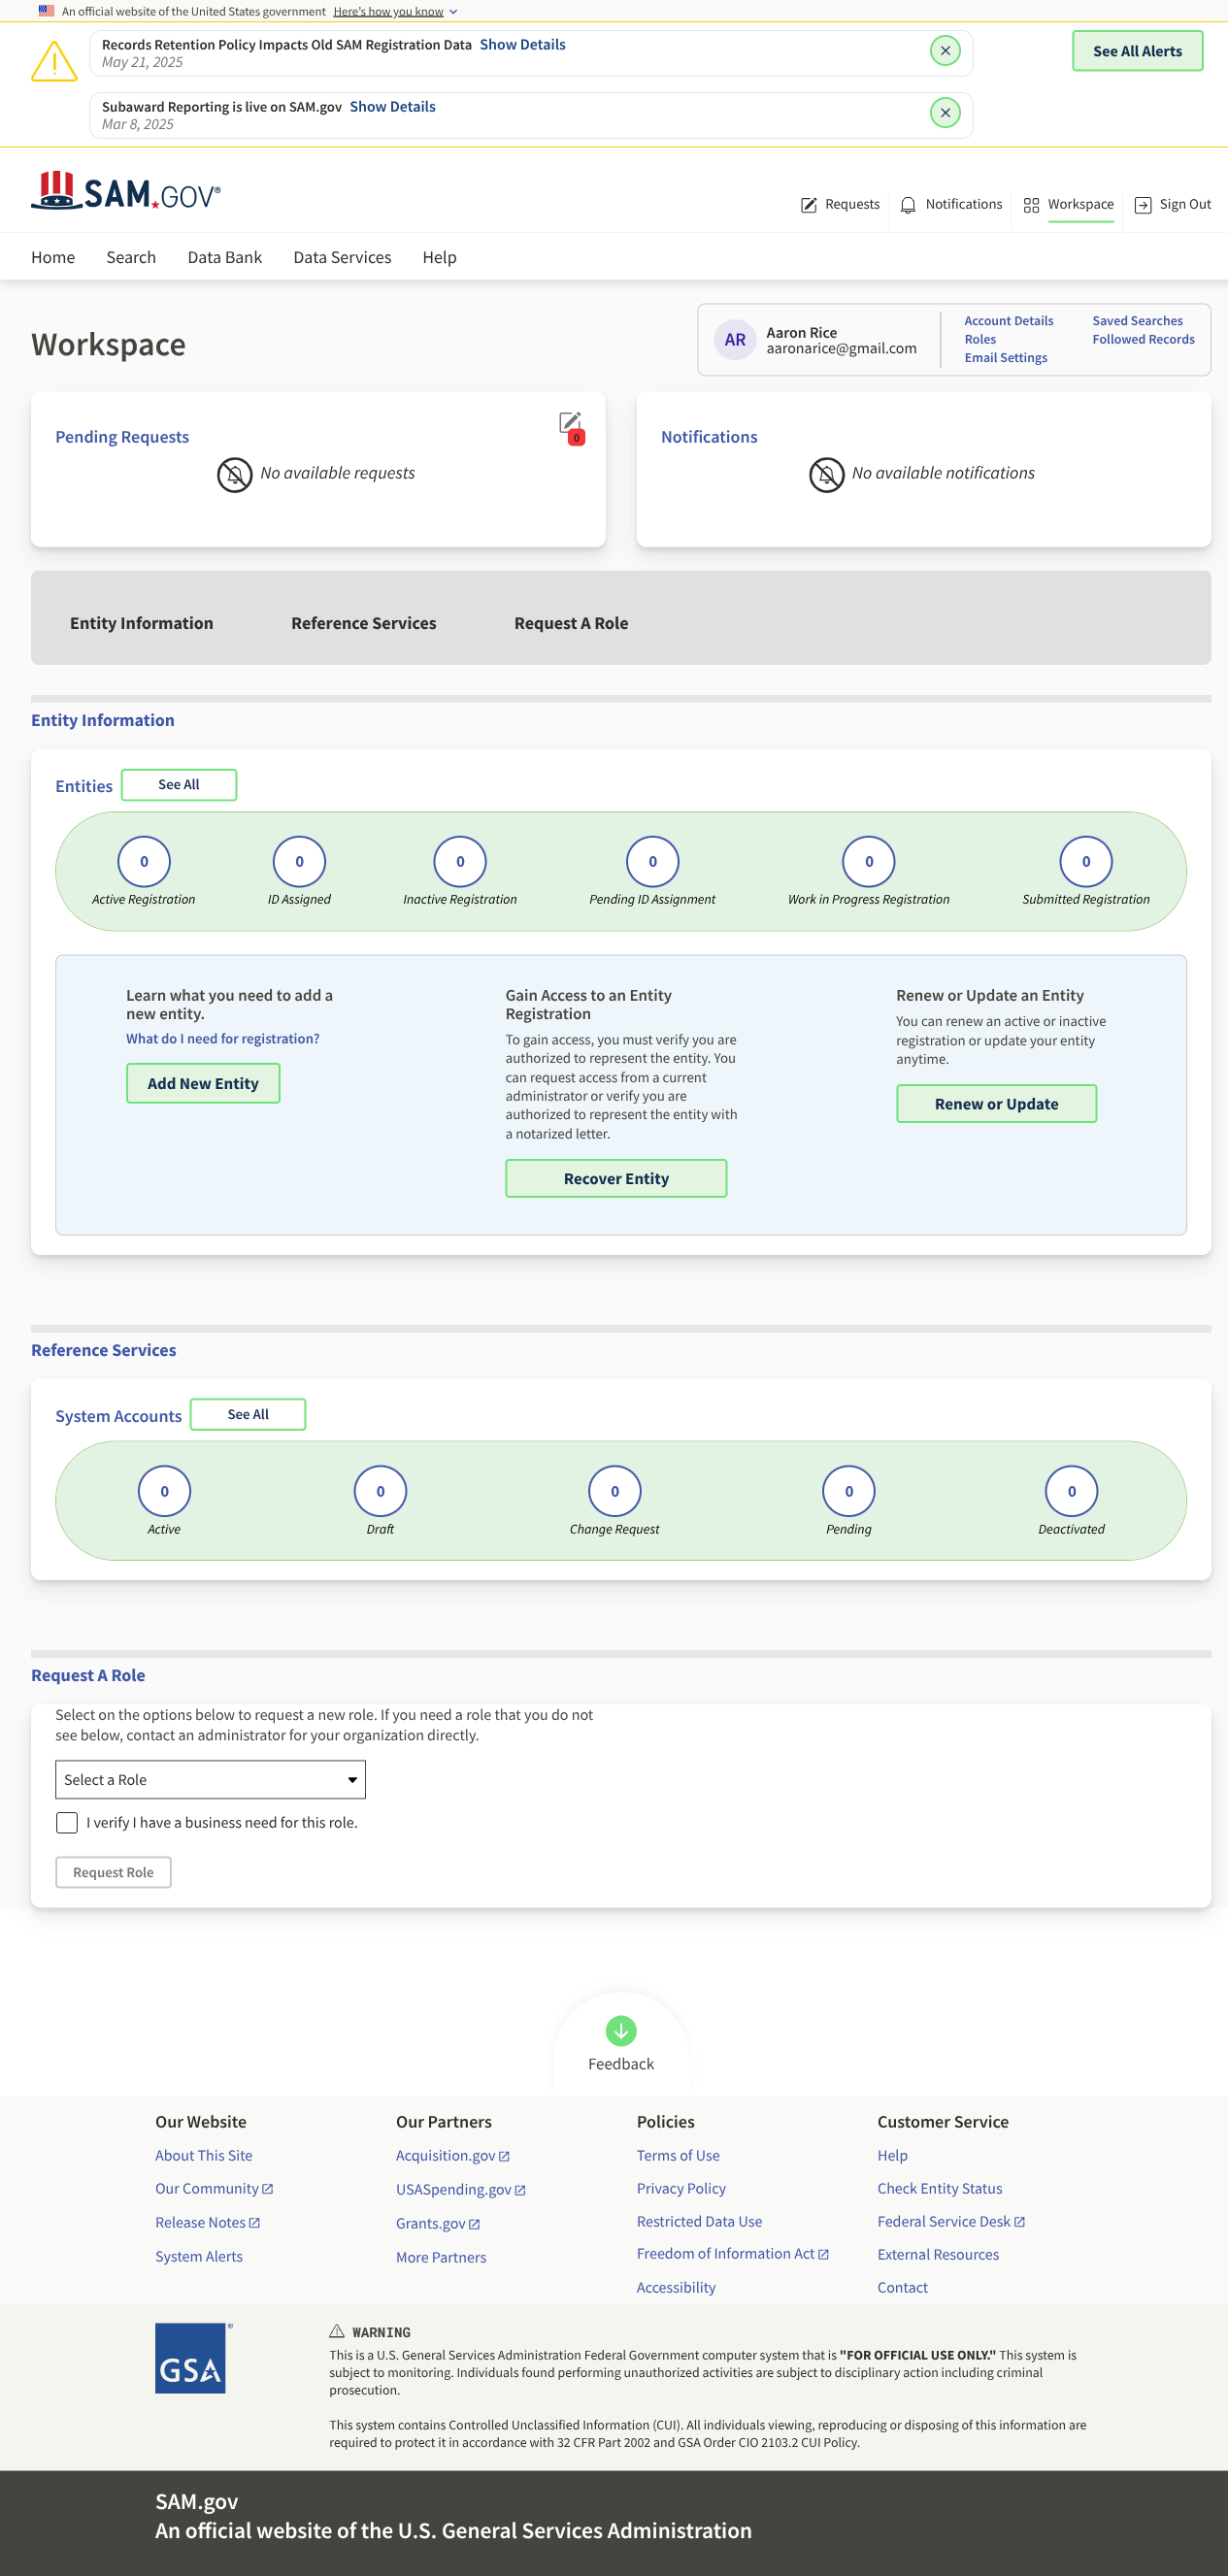 An official website of the United States government Here's how you know
Records Retention Policy Impacts Old SAM Registration Data Show Details
May 21, 2025
See All Alerts
Subaward Reporting is live on SAM.gov Show Details
Mar 8, 2025
SAM.GOV®
Requests Notifications Workspace Sign Out
Home Search Data Bank Data Services Help
Workspace
AR
Aaron Rice
aaronarice@gmail.com
Account Details
Roles
Email Settings
Saved Searches
Followed Records
Pending Requests
0
No available requests
Notifications
No available notifications
Entity Information Reference Services Request A Role
Entity Information
Entities See All
0 0 0 0 0 0
Active Registration ID Assigned Inactive Registration Pending ID Assignment Work in Progress Registration Submitted Registration
Learn what you need to add a
new entity.
What do I need for registration?
Add New Entity
Gain Access to an Entity
Registration
To gain access, you must verify you are
authorized to represent the entity. You
can request access from a current
administrator or verify you are
authorized to represent the entity with
a notarized letter.
Recover Entity
Renew or Update an Entity
You can renew an active or inactive
registration or update your entity
anytime.
Renew or Update
Reference Services
System Accounts See All
0 0 0 0 0
Active Draft Change Request Pending Deactivated
Request A Role
Select on the options below to request a new role. If you need a role that you do not
see below, contact an administrator for your organization directly.
Select a Role
I verify I have a business need for this role.
Request Role
Feedback
Our Website
About This Site
Our Community
Release Notes
System Alerts
Our Partners
Acquisition.gov
USASpending.gov
Grants.gov
More Partners
Policies
Terms of Use
Privacy Policy
Restricted Data Use
Freedom of Information Act
Accessibility
Customer Service
Help
Check Entity Status
Federal Service Desk
External Resources
Contact
GSA®
WARNING
This is a U.S. General Services Administration Federal Government computer system that is "FOR OFFICIAL USE ONLY." This system is
subject to monitoring. Individuals found performing unauthorized activities are subject to disciplinary action including criminal
prosecution.
This system contains Controlled Unclassified Information (CUI). All individuals viewing, reproducing or disposing of this information are
required to protect it in accordance with 32 CFR Part 2002 and GSA Order CIO 2103.2 CUI Policy.
SAM.gov
An official website of the U.S. General Services Administration